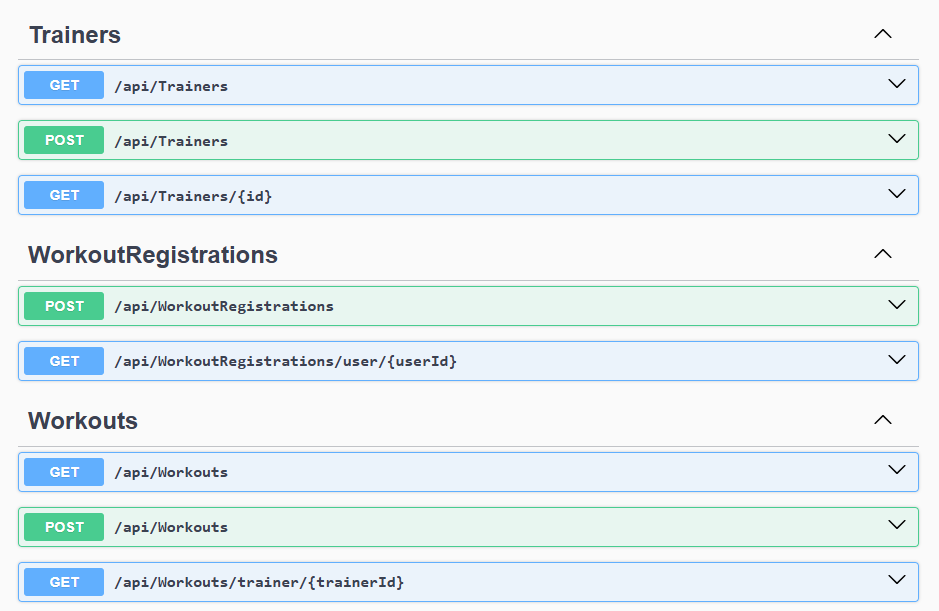 Trainers
GET /api/Trainers
POST /api/Trainers
GET /api/Trainers/{id}
WorkoutRegistrations
POST /api/WorkoutRegistrations
GET /api/WorkoutRegistrations/user/{userId}
Workouts
GET /api/Workouts
POST /api/Workouts
GET /api/Workouts/trainer/{trainerId}